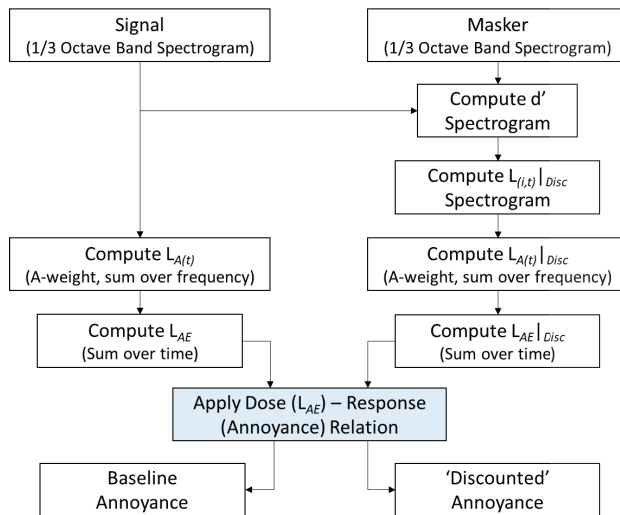 Signal
(1/3 Octave Band Spectrogram)
Masker
(1/3 Octave Band Spectrogram)
Compute d'
Spectrogram
Compute L(i,t)|Disc
Spectrogram
Compute LA(t)
(A-weight, sum over frequency)
Compute LA(t)|Disc
(A-weight, sum over frequency)
Compute LAE
(Sum over time)
Compute LAE|Disc
(Sum over time)
Apply Dose (LAE) – Response
(Annoyance) Relation
Baseline
Annoyance
‘Discounted’
Annoyance